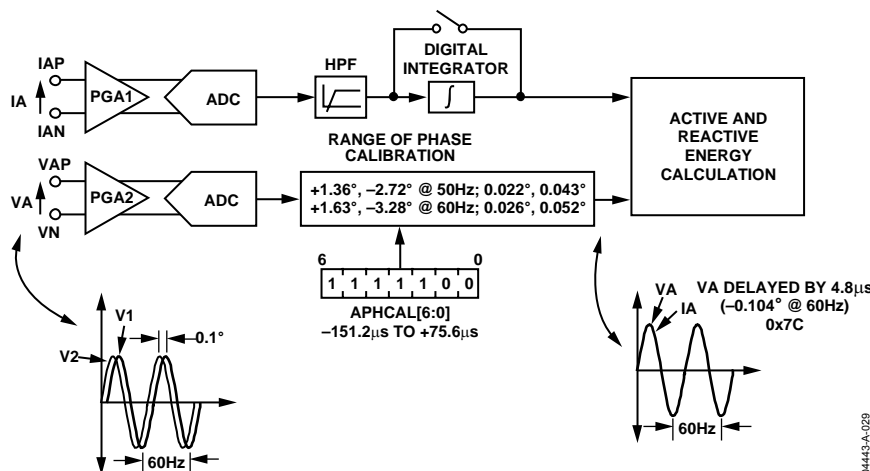 IAP
IA
IAN
PGA1
ADC
HPF
DIGITAL
INTEGRATOR
∫
ACTIVE AND
REACTIVE
ENERGY
CALCULATION
VAP
VA
VN
PGA2
ADC
RANGE OF PHASE
CALIBRATION
+1.36°, –2.72° @ 50Hz; 0.022°, 0.043°
+1.63°, –3.28° @ 60Hz; 0.026°, 0.052°
6 0
1 1 1 1 1 0 0
APHCAL[6:0]
–151.2µs TO +75.6µs
V1
V2
0.1°
60Hz
VA
IA
VA DELAYED BY 4.8µs
(–0.104° @ 60Hz)
0x7C
60Hz
04443-A-029